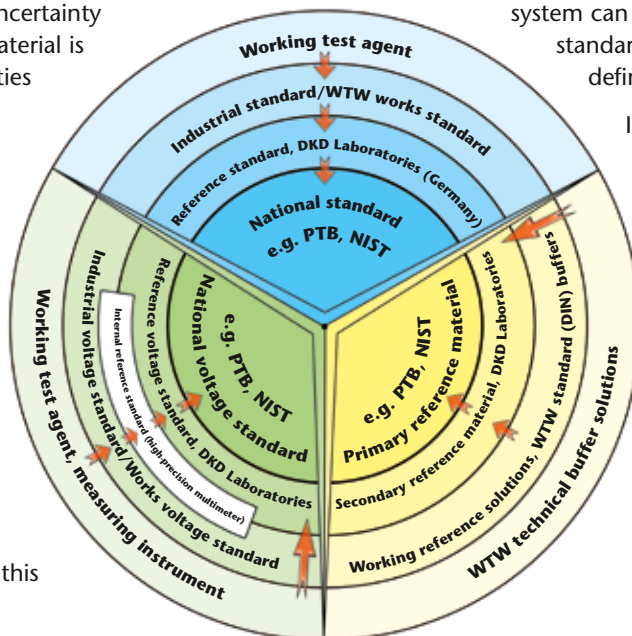 ncertainty
aterial is
ties
system can
standar
defin
I
this
Working test agent
Industrial standard/WTW works standard
Reference standard, DKD Laboratories (Germany)
National standard
e.g. PTB, NIST
Working test agent, measuring instrument
Industrial voltage standard/Works voltage standard
Internal reference standard (high-precision multimeter)
Reference voltage standard, DKD Laboratories
National voltage standard
e.g. PTB, NIST
e.g. PTB, NIST
Primary reference material
Secondary reference material, DKD Laboratories
Working reference solutions, WTW standard (DIN) buffers
WTW technical buffer solutions